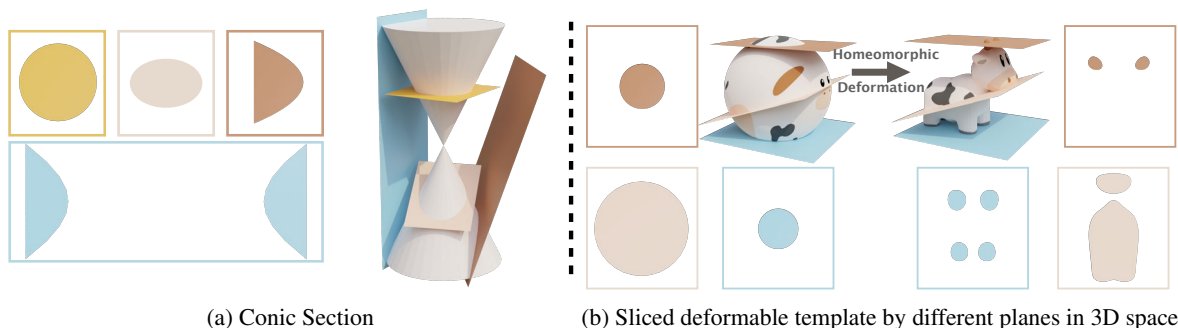 Homeomorphic
Deformation
(a) Conic Section
(b) Sliced deformable template by different planes in 3D space